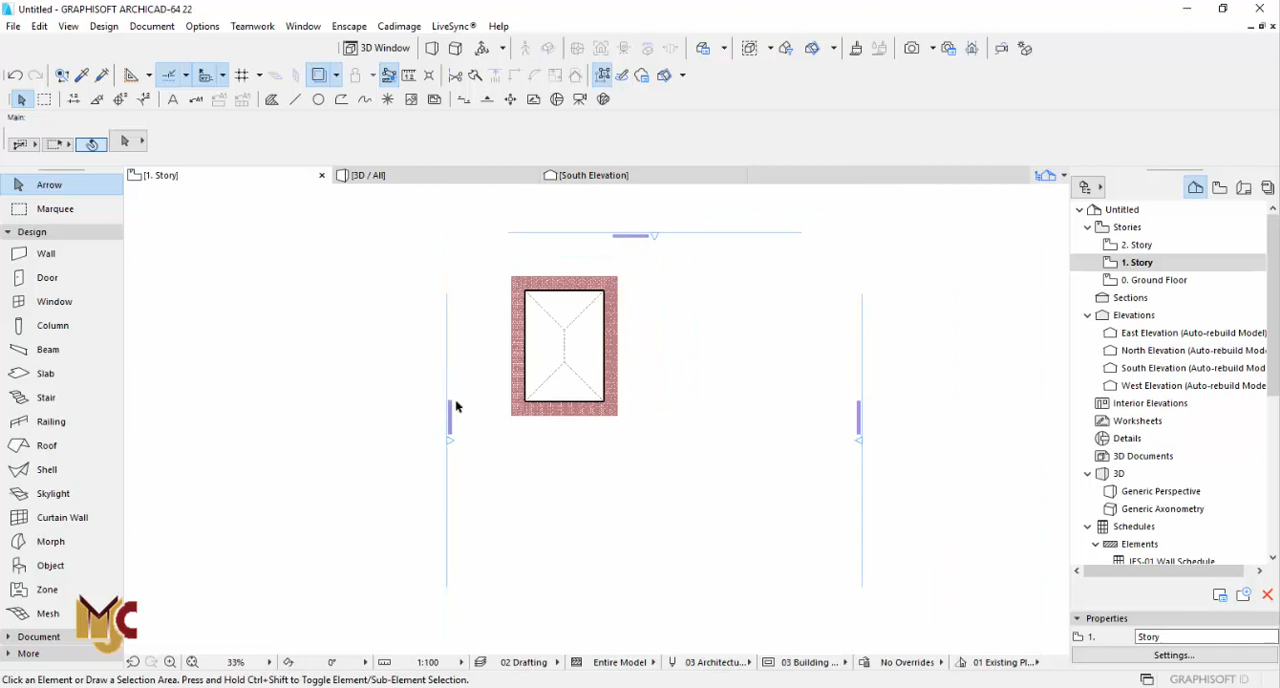 Untitled - GRAPHISOFT ARCHICAD-64 22
File Edit View Design Document Options Teamwork Window Enscape Cadimage LiveSync® Help
3D Window
Main:
[1. Story]
[3D / All]
[South Elevation]
Arrow
Marquee
Design
Wall
Door
Window
Column
Beam
Slab
Stair
Railing
Roof
Shell
Skylight
Curtain Wall
Morph
Object
Zone
Mesh
Document
More
MJC
Untitled
Stories
2. Story
1. Story
0. Ground Floor
Sections
Elevations
East Elevation (Auto-rebuild Model)
North Elevation (Auto-rebuild Mod
South Elevation (Auto-rebuild Mod
West Elevation (Auto-rebuild Mode
Interior Elevations
Worksheets
Details
3D Documents
3D
Generic Perspective
Generic Axonometry
Schedules
Elements
IES-01 Wall Schedule
Properties
1. Story
Settings...
33% 0° 1:100 02 Drafting Entire Model 03 Architectu... 03 Building ... No Overrides 01 Existing Pl...
Click an Element or Draw a Selection Area. Press and Hold Ctrl+Shift to Toggle Element/Sub-Element Selection.
GRAPHISOFT ID